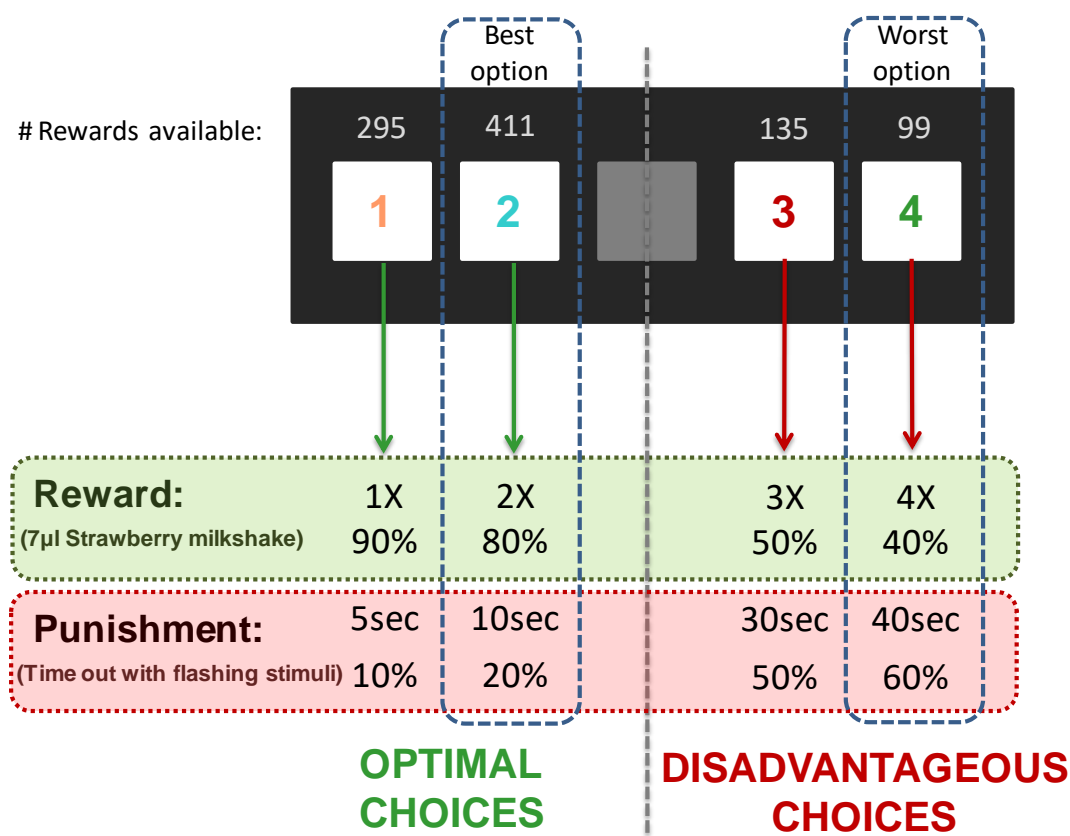 Best
option
Worst
option
# Rewards available:
295 411 135 99
1 2 3 4
Reward:
(7µl Strawberry milkshake)
1X 2X 3X 4X
90% 80% 50% 40%
Punishment:
(Time out with flashing stimuli)
5sec 10sec 30sec 40sec
10% 20% 50% 60%
OPTIMAL
CHOICES
DISADVANTAGEOUS
CHOICES